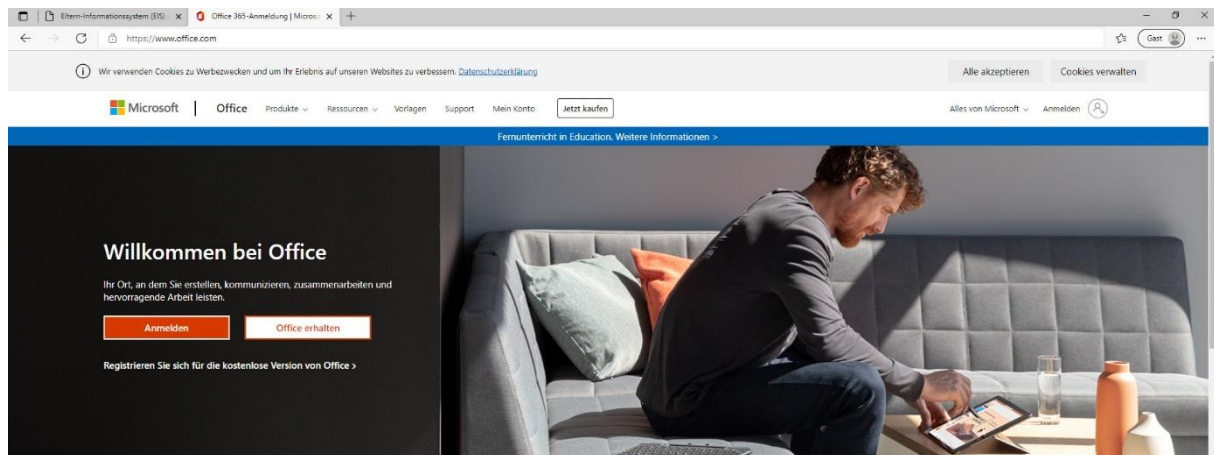 Eltern-Informationssystem (EIS)
Office 365-Anmeldung | Micros
https://www.office.com
Gast
Wir verwenden Cookies zu Werbezwecken und um Ihr Erlebnis auf unseren Websites zu verbessern. Datenschutzerklärung
Alle akzeptieren
Cookies verwalten
Microsoft
Office
Produkte
Ressourcen
Vorlagen
Support
Mein Konto
Jetzt kaufen
Alles von Microsoft
Anmelden
Fernunterricht in Education. Weitere Informationen >
Willkommen bei Office
Ihr Ort, an dem Sie erstellen, kommunizieren, zusammenarbeiten und
hervorragende Arbeit leisten.
Anmelden
Office erhalten
Registrieren Sie sich für die kostenlose Version von Office >